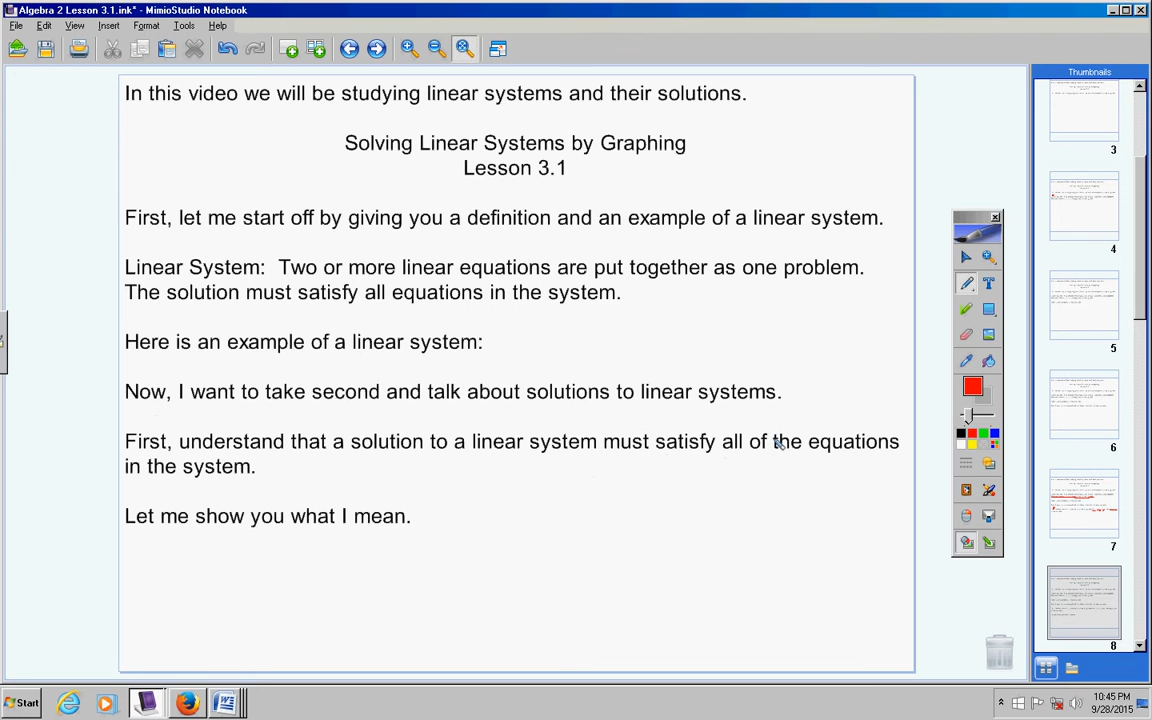 Algebra 2 Lesson 3.1.ink* - MimioStudio Notebook
File Edit View Insert Format Tools Help
In this video we will be studying linear systems and their solutions.
Solving Linear Systems by Graphing
Lesson 3.1
First, let me start off by giving you a definition and an example of a linear system.
Linear System: Two or more linear equations are put together as one problem.
The solution must satisfy all equations in the system.
Here is an example of a linear system:
Now, I want to take second and talk about solutions to linear systems.
First, understand that a solution to a linear system must satisfy all of the equations
in the system.
Let me show you what I mean.
Thumbnails
3
4
5
6
7
8
Start
10:45 PM
9/28/2015